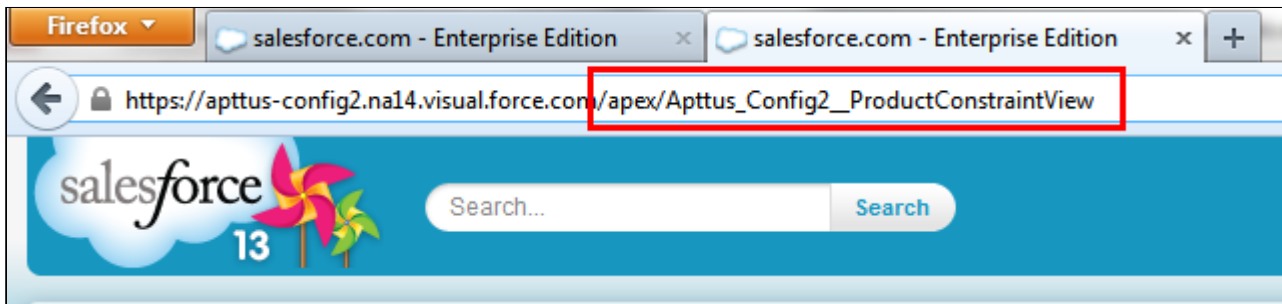 Firefox
salesforce.com - Enterprise Edition
salesforce.com - Enterprise Edition
https://apttus-config2.na14.visual.force.com/apex/Apttus_Config2__ProductConstraintView
salesforce
13
Search...
Search